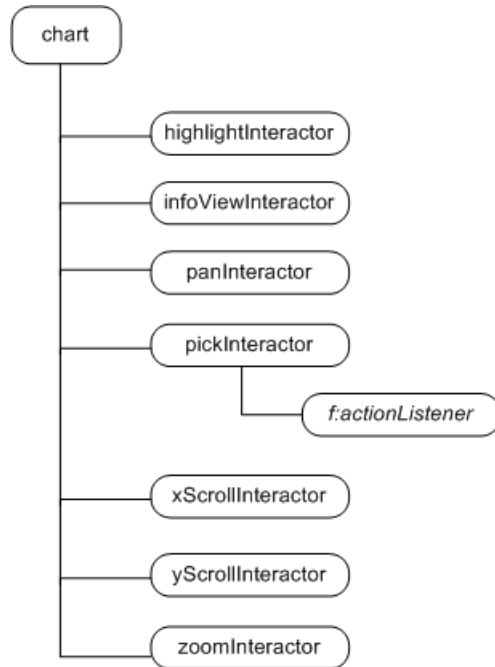 chart
highlightInteractor
infoViewInteractor
panInteractor
pickInteractor
f:actionListener
xScrollInteractor
yScrollInteractor
zoomInteractor